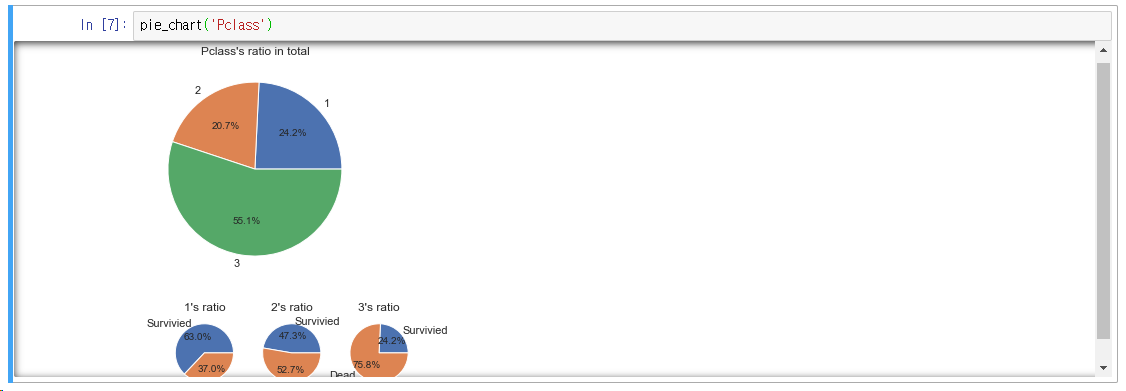 In [7]: pie_chart('Pclass')
Pclass's ratio in total
2
1
20.7%
24.2%
55.1%
3
1's ratio 2's ratio 3's ratio
Survivied Survivied Survivied
63.0% 47.3% 24.2%
37.0% 52.7% 75.8%
Dead